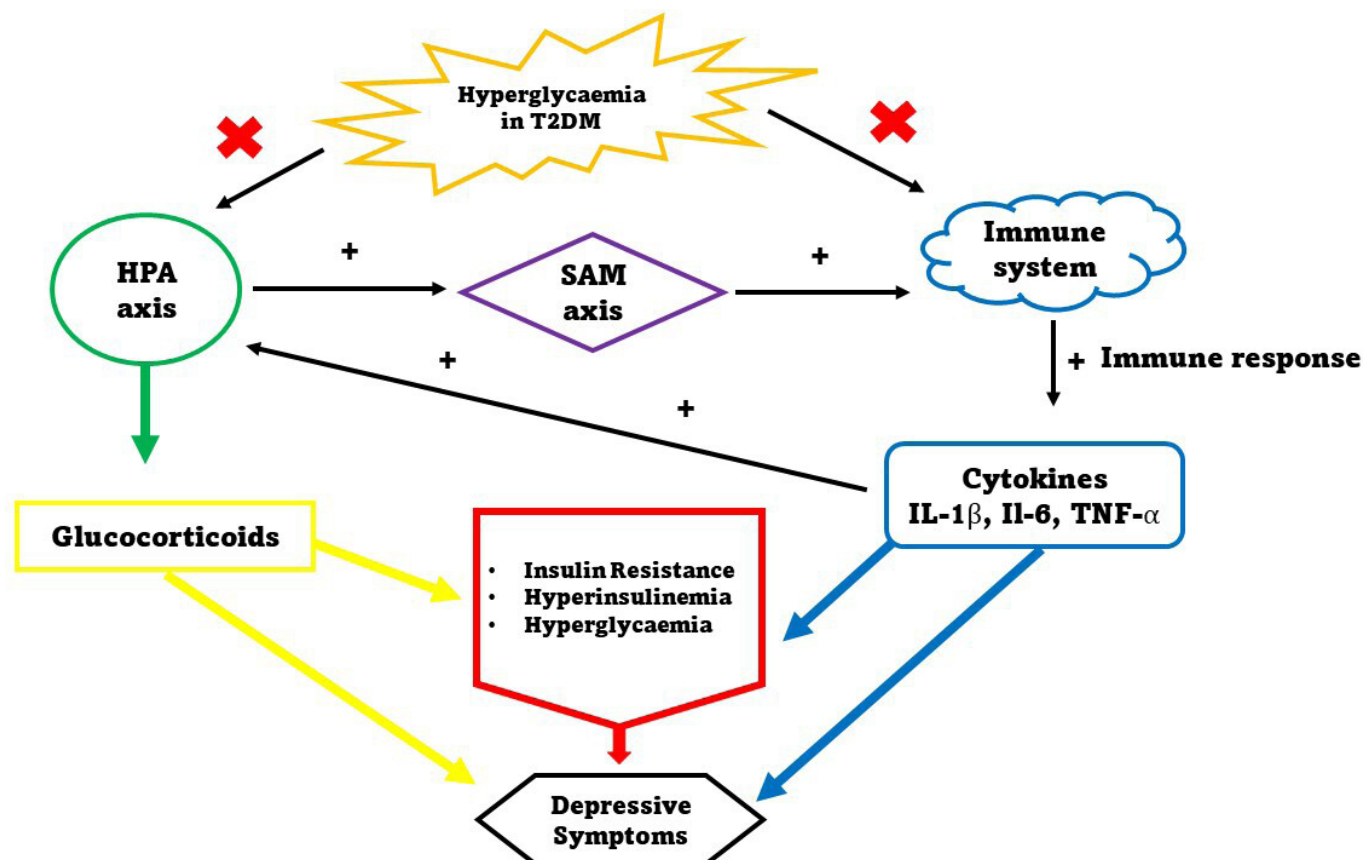 Hyperglycaemia
in T2DM
HPA
axis
+
SAM
axis
+
Immune
system
+
+
+ Immune response
Cytokines
IL-1β, Il-6, TNF-α
Glucocorticoids
• Insulin Resistance
• Hyperinsulinemia
• Hyperglycaemia
Depressive
Symptoms